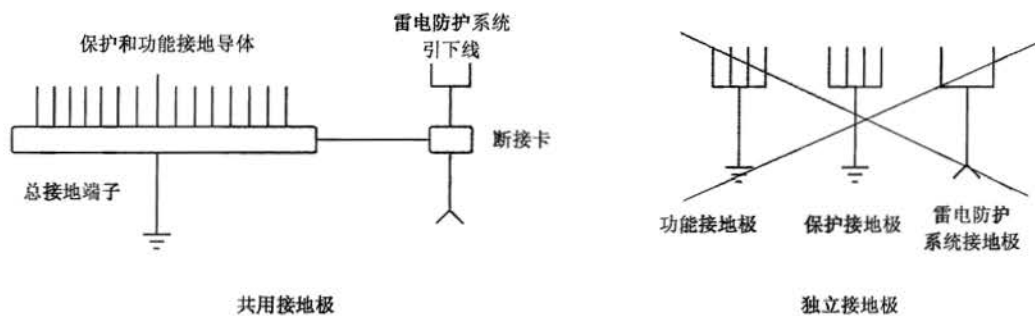 雷电防护系统
引下线
保护和功能接地导体
断接卡
总接地端子
功能接地极
保护接地极
雷电防护
系统接地极
共用接地极
独立接地极